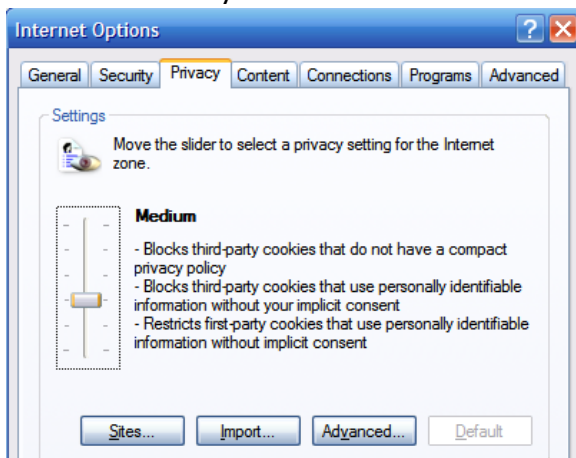 Internet Options
General Security Privacy Content Connections Programs Advanced
Settings
Move the slider to select a privacy setting for the Internet
zone.
Medium
- Blocks third-party cookies that do not have a compact
privacy policy
- Blocks third-party cookies that use personally identifiable
information without your implicit consent
- Restricts first-party cookies that use personally identifiable
information without implicit consent
Sites... Import... Advanced... Default